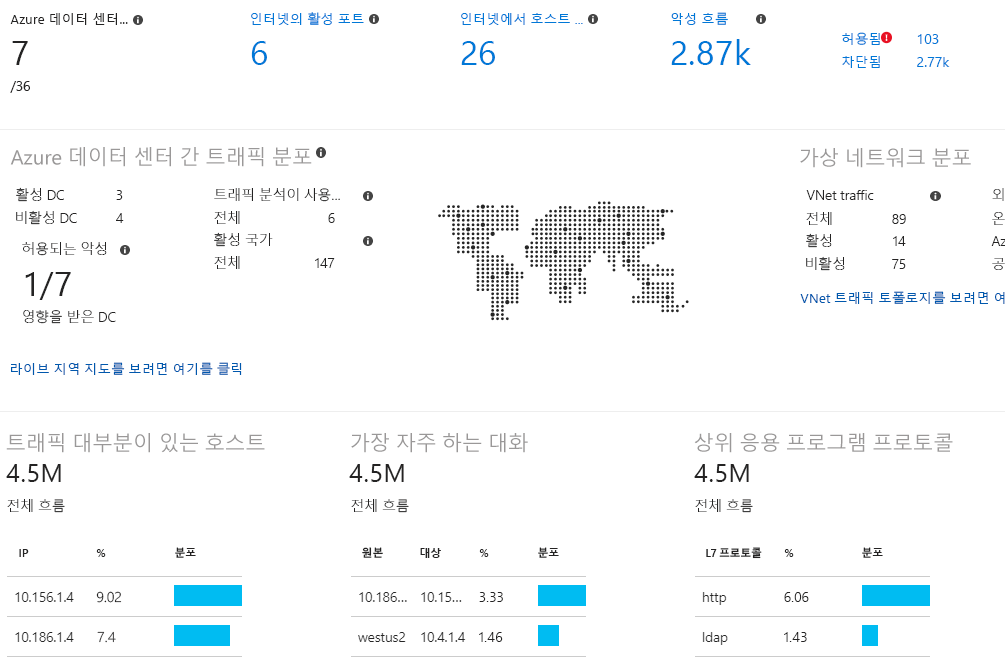 Azure 데이터 센터...
7
/36
인터넷의 활성 포트
6
인터넷에서 호스트 ...
26
악성 흐름
2.87k
허용됨 103
차단됨 2.77k
Azure 데이터 센터 간 트래픽 분포
활성 DC 3
비활성 DC 4
허용되는 악성
1/7
영향을 받은 DC
트래픽 분석이 사용...
전체 6
활성 국가
전체 147
라이브 지역 지도를 보려면 여기를 클릭
가상 네트워크 분포
VNet traffic 외
전체 89 온
활성 14 Az
비활성 75 공
VNet 트래픽 토폴로지를 보려면 여
트래픽 대부분이 있는 호스트
4.5M
전체 흐름
IP % 분포
10.156.1.4 9.02
10.186.1.4 7.4
가장 자주 하는 대화
4.5M
전체 흐름
원본 대상 % 분포
10.186... 10.15... 3.33
westus2 10.4.1.4 1.46
상위 응용 프로그램 프로토콜
4.5M
전체 흐름
L7 프로토콜 % 분포
http 6.06
ldap 1.43